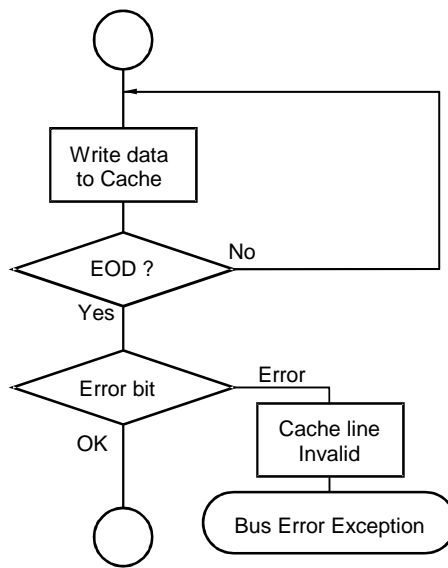 Write data
to Cache
No
EOD ?
Yes
Error bit
Error
OK
Cache line
Invalid
Bus Error Exception